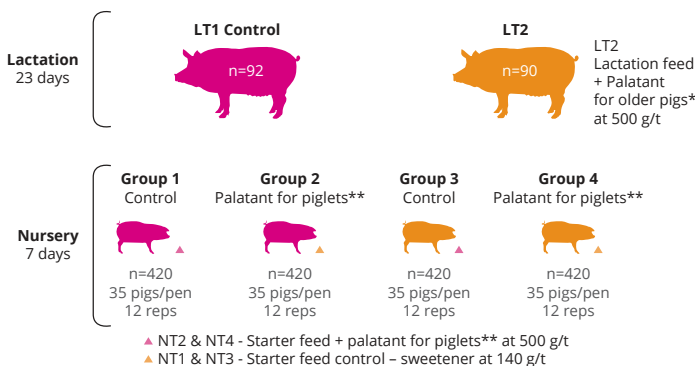 LT1 Control
LT2
Lactation
23 days
n=92
n=90
LT2
Lactation feed
+ Palatant
for older pigs*
at 500 g/t
Group 1
Control
Group 2
Palatant for piglets**
Group 3
Control
Group 4
Palatant for piglets**
Nursery
7 days
n=420
35 pigs/pen
12 reps
n=420
35 pigs/pen
12 reps
n=420
35 pigs/pen
12 reps
n=420
35 pigs/pen
12 reps
NT2 & NT4 - Starter feed + palatant for piglets** at 500 g/t
NT1 & NT3 - Starter feed control – sweetener at 140 g/t